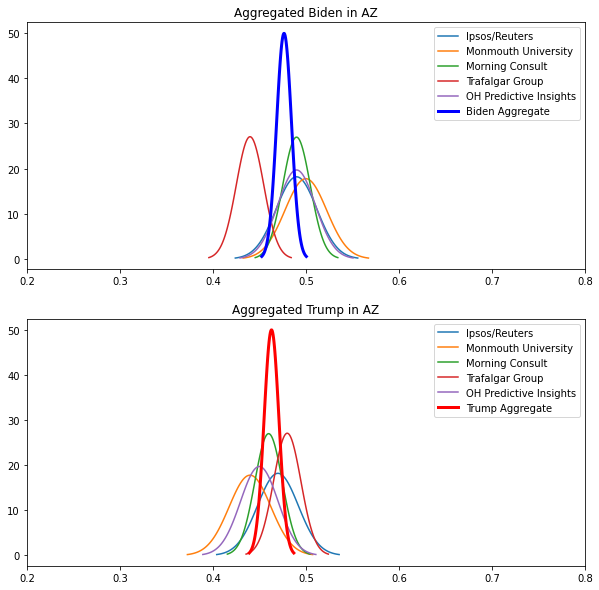 Aggregated Biden in AZ
50
40
30
20
10
0
Ipsos/Reuters
Monmouth University
Morning Consult
Trafalgar Group
OH Predictive Insights
Biden Aggregate
0.2 0.3 0.4 0.5 0.6 0.7 0.8
Aggregated Trump in AZ
50
40
30
20
10
0
Ipsos/Reuters
Monmouth University
Morning Consult
Trafalgar Group
OH Predictive Insights
Trump Aggregate
0.2 0.3 0.4 0.5 0.6 0.7 0.8